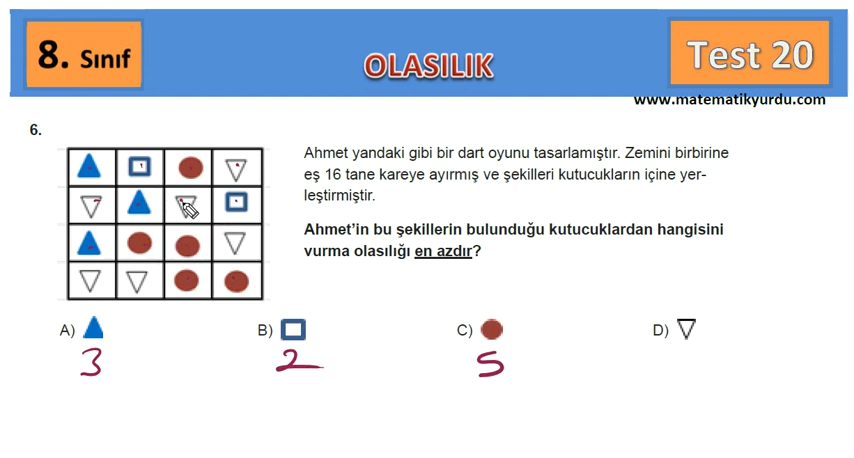 8. Sınıf
OLASILIK
Test 20
www.matematikyurdu.com
6.
Ahmet yandaki gibi bir dart oyunu tasarlamıştır. Zemini birbirine
eş 16 tane kareye ayırmış ve şekilleri kutucukların içine yer-
leştirmiştir.
Ahmet'in bu şekillerin bulunduğu kutucuklardan hangisini
vurma olasılığı en azdır?
A) B) C) D)
3 2 5